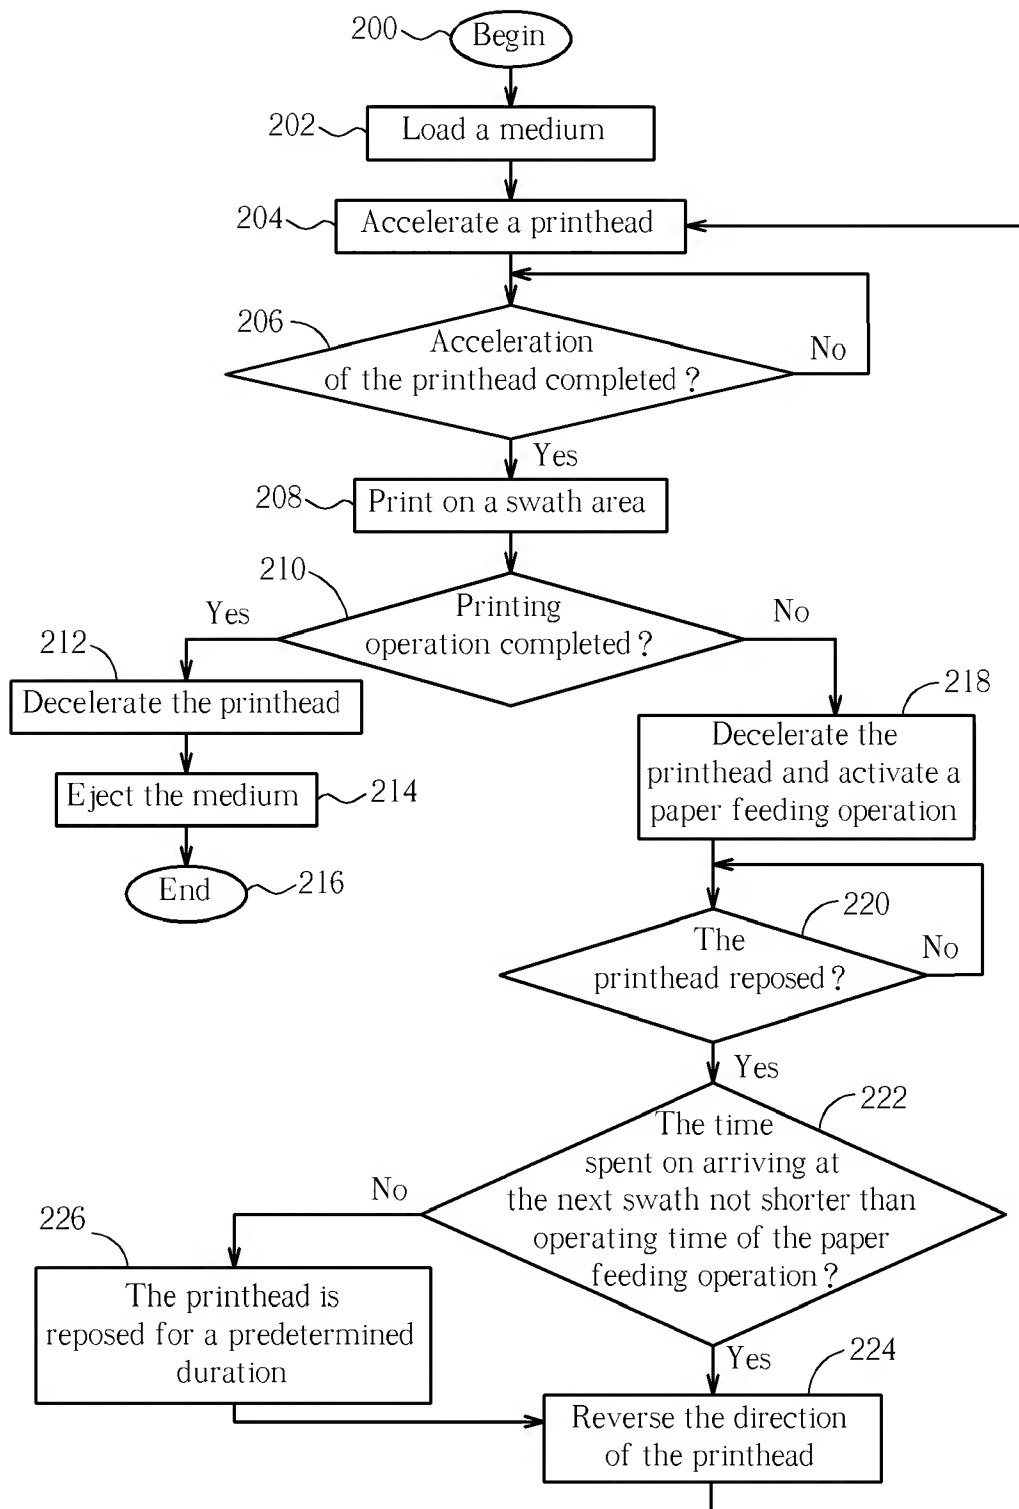 200
Begin
202
Load a medium
204
Accelerate a printhead
206
Acceleration
of the printhead completed?
No
Yes
208
Print on a swath area
210
Printing
operation completed?
Yes
No
212
Decelerate the printhead
214
Eject the medium
End
216
218
Decelerate the
printhead and activate a
paper feeding operation
220
The
printhead reposed?
No
Yes
222
The time
spent on arriving at
the next swath not shorter than
operating time of the paper
feeding operation?
No
Yes
226
The printhead is
reposed for a predetermined
duration
224
Reverse the direction
of the printhead